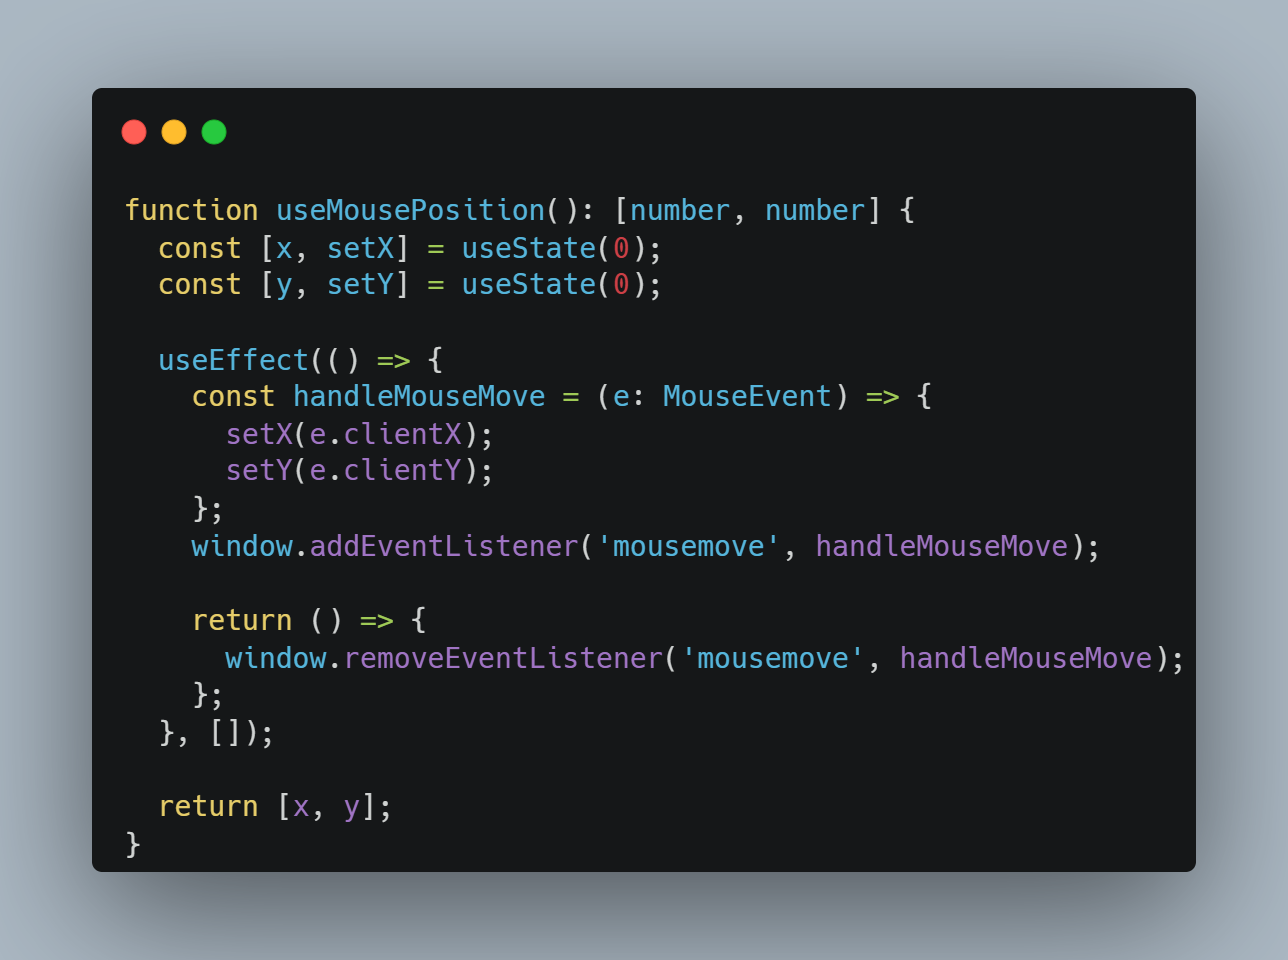 function useMousePosition(): [number, number] {
  const [x, setX] = useState(0);
  const [y, setY] = useState(0);

  useEffect(() => {
    const handleMouseMove = (e: MouseEvent) => {
      setX(e.clientX);
      setY(e.clientY);
    };
    window.addEventListener('mousemove', handleMouseMove);

    return () => {
      window.removeEventListener('mousemove', handleMouseMove);
    };
  }, []);

  return [x, y];
}